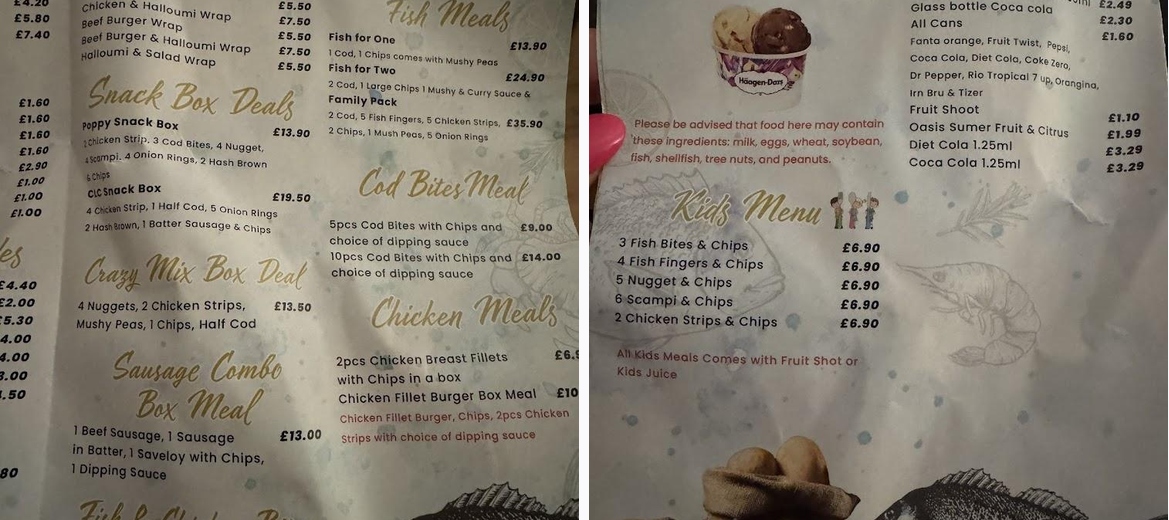 £4.20
£5.80
£7.40
£1.60
£1.60
£1.60
£1.60
£2.90
£1.00
£1.00
£1.00
£4.40
£2.00
£5.30
4.00
4.00
3.00
.50
80
Chicken & Halloumi Wrap £5.50
Beef Burger Wrap £7.50
Beef Burger & Halloumi Wrap £5.50
Halloumi & Salad Wrap £7.50
£5.50
Snack Box Deals
Poppy Snack Box £13.90
2 Chicken Strip, 3 Cod Bites, 4 Nugget,
4 Scampi, 4 Onion Rings, 2 Hash Brown
& Chips
CLC Snack Box £19.50
4 Chicken Strip, 1 Half Cod, 5 Onion Rings
2 Hash Brown, 1 Batter Sausage & Chips
Crazy Mix Box Deal
4 Nuggets, 2 Chicken Strips, £13.50
Mushy Peas, 1 Chips, Half Cod
Sausage Combo
Box Meal
1 Beef Sausage, 1 Sausage £13.00
in Batter, 1 Saveloy with Chips,
1 Dipping Sauce
Fish Meals
Fish for One £13.90
1 Cod, 1 Chips comes with Mushy Peas
Fish for Two £24.90
2 Cod, 1 Large Chips 1 Mushy & Curry Sauce &
Family Pack
2 Cod, 5 Fish Fingers, 5 Chicken Strips, £35.90
2 Chips, 1 Mush Peas, 5 Onion Rings
Cod Bites Meal
5pcs Cod Bites with Chips and £9.00
choice of dipping sauce
10pcs Cod Bites with Chips and £14.00
choice of dipping sauce
Chicken Meals
2pcs Chicken Breast Fillets £6.9
with Chips in a box
Chicken Fillet Burger Box Meal £10
Chicken Fillet Burger, Chips, 2pcs Chicken
Strips with choice of dipping sauce
Häagen-Dazs
Please be advised that food here may contain
these ingredients: milk, eggs, wheat, soybean,
fish, shellfish, tree nuts, and peanuts.
Kids Menu
3 Fish Bites & Chips £6.90
4 Fish Fingers & Chips £6.90
5 Nugget & Chips £6.90
6 Scampi & Chips £6.90
2 Chicken Strips & Chips £6.90
All Kids Meals Comes with Fruit Shot or
Kids Juice
£2.49
Glass bottle Coca cola £2.30
All Cans £1.60
Fanta orange, Fruit Twist, Pepsi,
Coca Cola, Diet Cola, Coke Zero,
Dr Pepper, Rio Tropical 7 up, Orangina,
Irn Bru & Tizer
Fruit Shoot £1.10
Oasis Sumer Fruit & Citrus £1.99
Diet Cola 1.25ml £3.29
Coca Cola 1.25ml £3.29